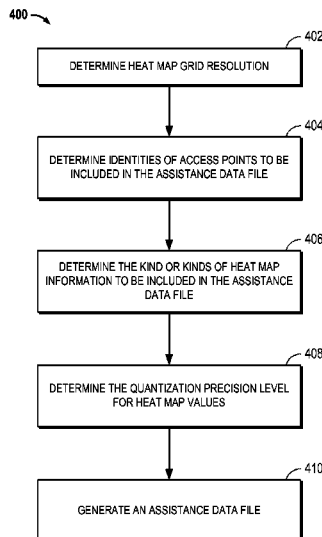 400
402
DETERMINE HEAT MAP GRID RESOLUTION
404
DETERMINE IDENTITIES OF ACCESS POINTS TO BE
INCLUDED IN THE ASSISTANCE DATA FILE
406
DETERMINE THE KIND OR KINDS OF HEAT MAP
INFORMATION TO BE INCLUDED IN THE ASSISTANCE
DATA FILE
408
DETERMINE THE QUANTIZATION PRECISION LEVEL
FOR HEAT MAP VALUES
410
GENERATE AN ASSISTANCE DATA FILE